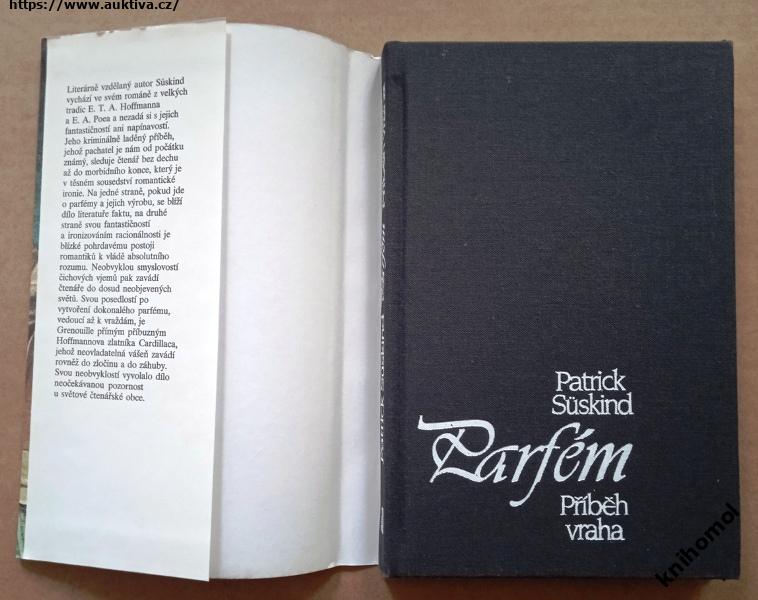 https://www.auktiva.cz/
Literárně vzdělaný autor Süskind
vychází ve svém románě z velkých
tradic E. T. A. Hoffmanna
a E. A. Poea a nezadá si s jejich
fantastičností ani napínavostí.
Jeho kriminálně laděný příběh,
jehož pachatel je nám od počátku
známý, sleduje čtenář bez dechu
až do morbidního konce, který je
v těsném sousedství romantické
ironie. Na jedné straně, pokud jde
o parfémy a jejich výrobu, se blíží
dílo literatuře faktu, na druhé
straně svou fantastičností
a ironizováním racionálnosti je
blízké pohrdavému postoji
romantiků k vládě absolutního
rozumu. Neobvyklou smyslovostí
čichových vjemů pak zavádí
čtenáře do dosud neobjevených
světů. Svou posedlostí po
vytvoření dokonalého parfému,
vedoucí až k vraždám, je
Grenouille přímým příbuzným
Hoffmannova zlatníka Cardillaca,
jehož neovladatelná vášeň zavádí
rovněž do zločinu a do záhuby.
Svou neobvyklostí vyvolalo dílo
neočekávanou pozornost
u světové čtenářské obce.
Patrick Süskind Parfém
Patrick
Süskind
Parfém
Příběh
vraha
knihomol